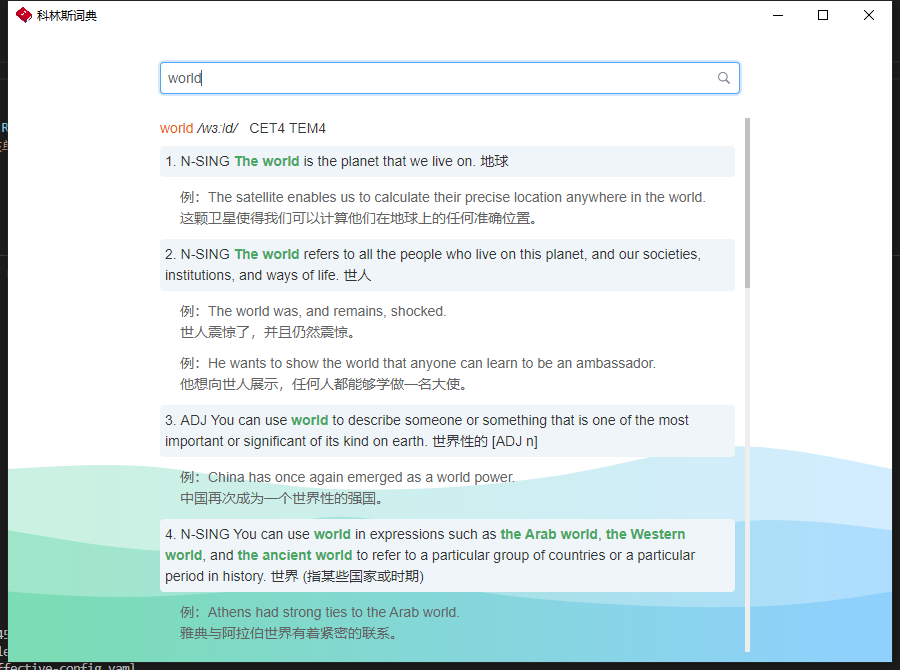 科林斯词典
world
world /wɜːld/ CET4 TEM4
1. N-SING The world is the planet that we live on. 地球
例：The satellite enables us to calculate their precise location anywhere in the world.
这颗卫星使得我们可以计算他们在地球上的任何准确位置。
2. N-SING The world refers to all the people who live on this planet, and our societies,
institutions, and ways of life. 世人
例：The world was, and remains, shocked.
世人震惊了，并且仍然震惊。
例：He wants to show the world that anyone can learn to be an ambassador.
他想向世人展示，任何人都能够学做一名大使。
3. ADJ You can use world to describe someone or something that is one of the most
important or significant of its kind on earth. 世界性的 [ADJ n]
例：China has once again emerged as a world power.
中国再次成为一个世界性的强国。
4. N-SING You can use world in expressions such as the Arab world, the Western
world, and the ancient world to refer to a particular group of countries or a particular
period in history. 世界 (指某些国家或时期)
例：Athens had strong ties to the Arab world.
雅典与阿拉伯世界有着紧密的联系。
ffective-config.yaml